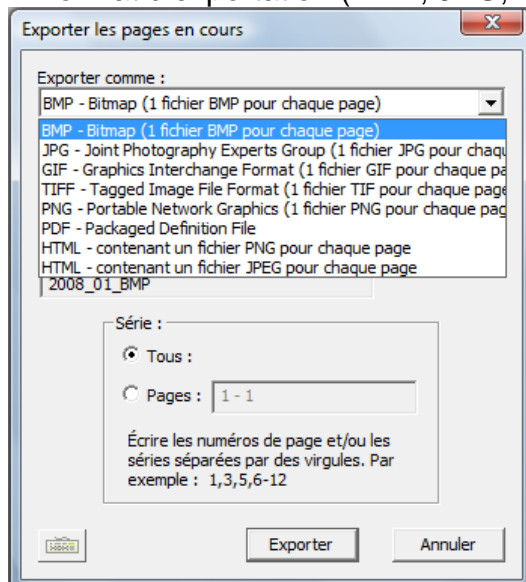 Exporter les pages en cours
Exporter comme :
BMP - Bitmap (1 fichier BMP pour chaque page)
BMP - Bitmap (1 fichier BMP pour chaque page)
JPG - Joint Photography Experts Group (1 fichier JPG pour chaqu
GIF - Graphics Interchange Format (1 fichier GIF pour chaque pa
TIFF - Tagged Image File Format (1 fichier TIF pour chaque page
PNG - Portable Network Graphics (1 fichier PNG pour chaque pag
PDF - Packaged Definition File
HTML - contenant un fichier PNG pour chaque page
HTML - contenant un fichier JPEG pour chaque page
2008_01_BMP
Série :
Tous :
Pages : 1 - 1
Écrire les numéros de page et/ou les
séries séparées par des virgules. Par
exemple : 1,3,5,6-12
Exporter Annuler